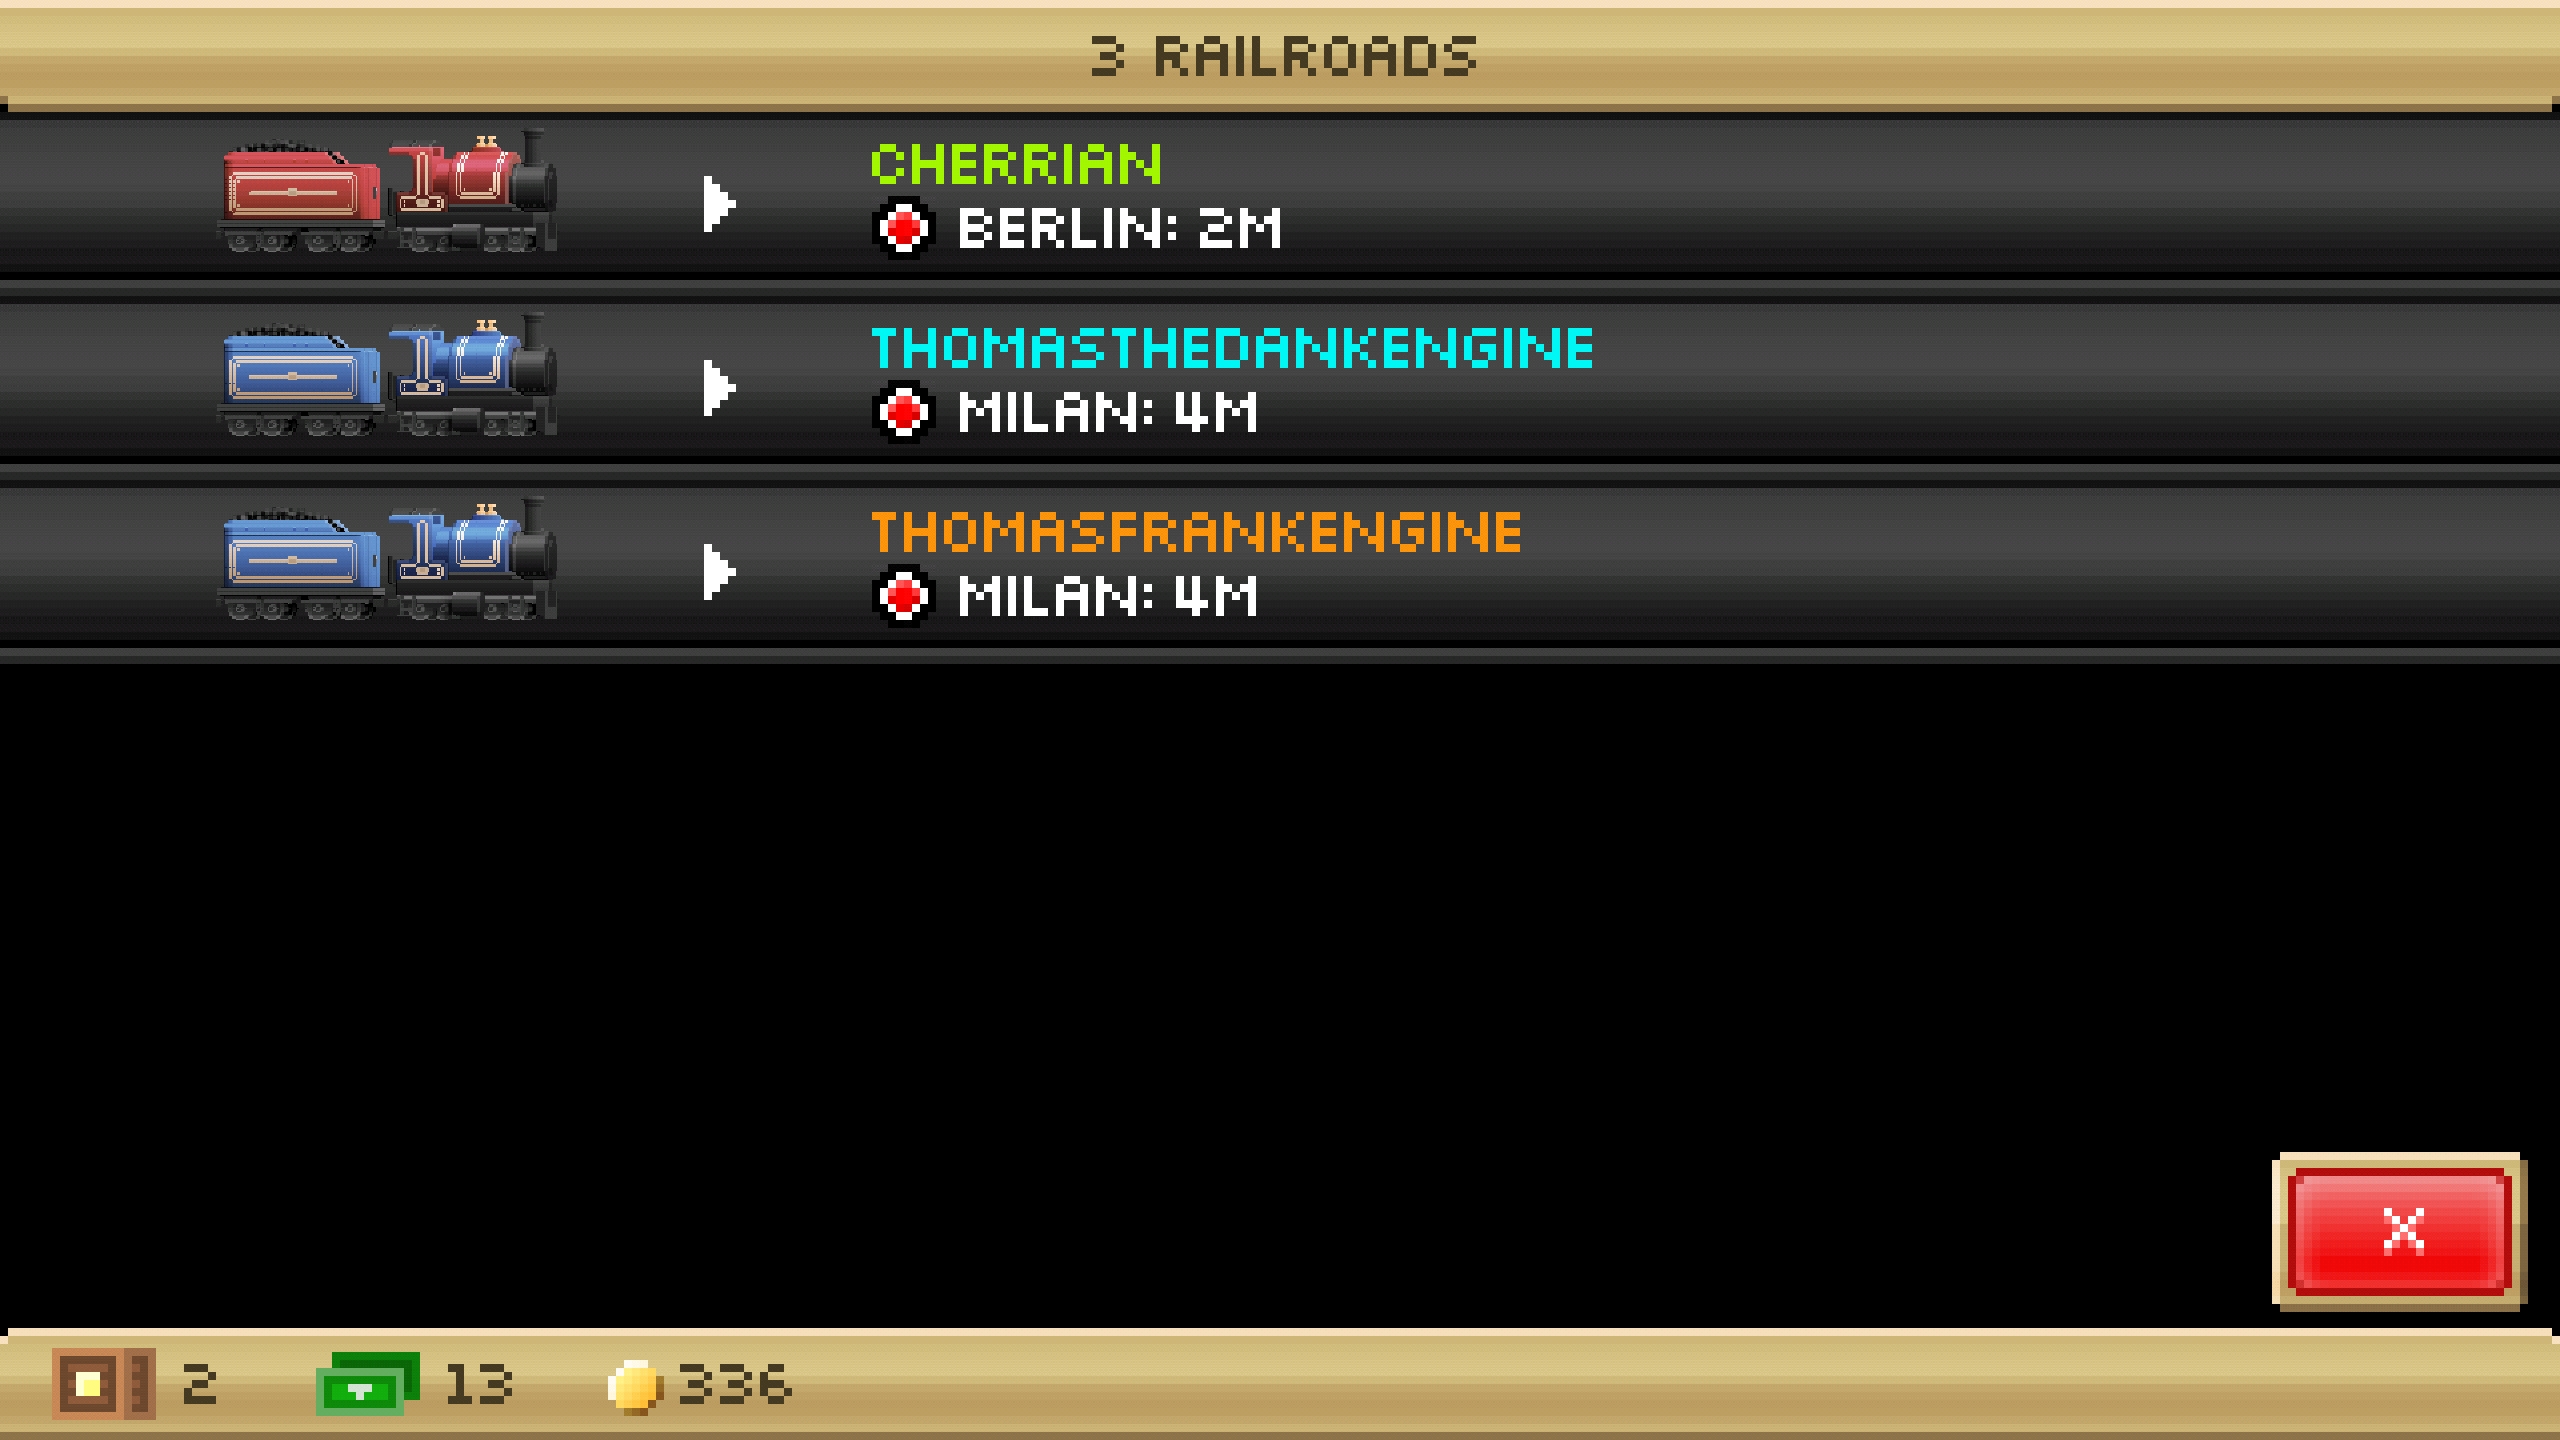 3 RAILROADS
CHERRIAN
BERLIN: 2M
THOMASTHEDANKENGINE
MILAN: 4M
THOMASFRANKENGINE
MILAN: 4M
X
2 13 336